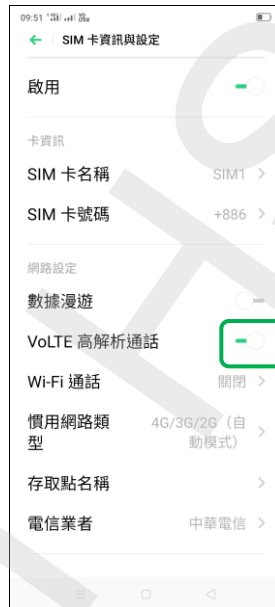 09:51
SIM 卡資訊與設定
啟用
卡資訊
SIM 卡名稱 SIM1
SIM 卡號碼 +886
網路設定
數據漫遊
VoLTE 高解析通話
Wi-Fi 通話 關閉
慣用網路類型 4G/3G/2G（自動模式）
存取點名稱
電信業者 中華電信